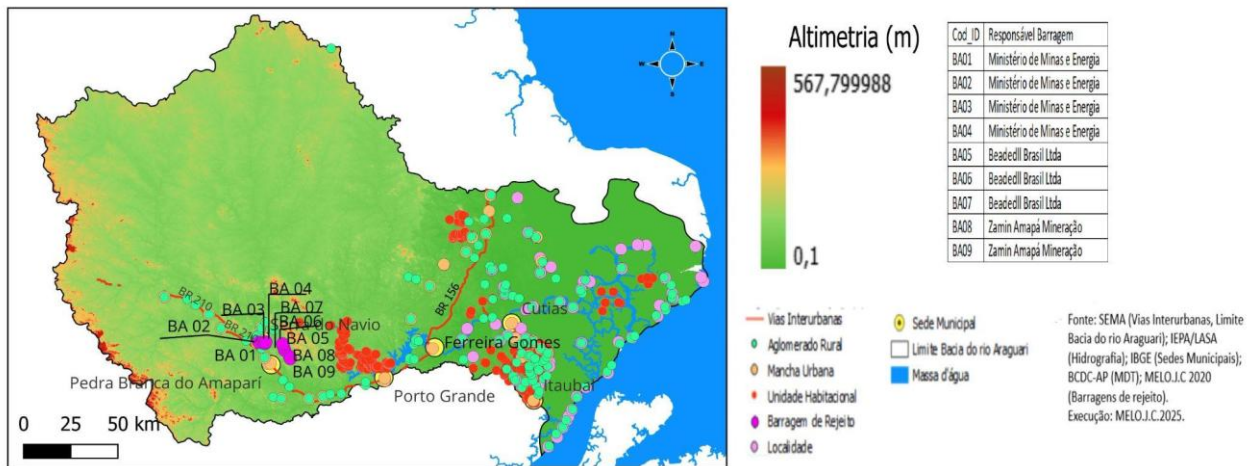 BR 210
BR 210
BR 156
BA 04
BA 03
BA 07
BA 02
BA 06
Serra do Navio
BA 05
BA 01
BA 08
BA 09
Cutias
Ferreira Gomes
Pedra Branca do Amaparí
Porto Grande
Itaubal
0 25 50 km
N
W E
S
Altimetria (m)
567,799988
0,1
Cod_ID Responsável Barragem
BA01 Ministério de Minas e Energia
BA02 Ministério de Minas e Energia
BA03 Ministério de Minas e Energia
BA04 Ministério de Minas e Energia
BA05 Beadedll Brasil Ltda
BA06 Beadedll Brasil Ltda
BA07 Beadedll Brasil Ltda
BA08 Zamin Amapá Mineração
BA09 Zamin Amapá Mineração
Vias Interurbanas
Aglomerado Rural
Mancha Urbana
Unidade Habitacional
Barragem de Rejeito
Localidade
Sede Municipal
Limite Bacia do rio Araguari
Massa d'água
Fonte: SEMA (Vias Interurbanas, Limite
Bacia do rio Araguari); IEPA/LASA
(Hidrografia); IBGE (Sedes Municipais);
BCDC-AP (MDT); MELO.I.C 2020
(Barragens de rejeito).
Execução: MELO.I.C.2025.